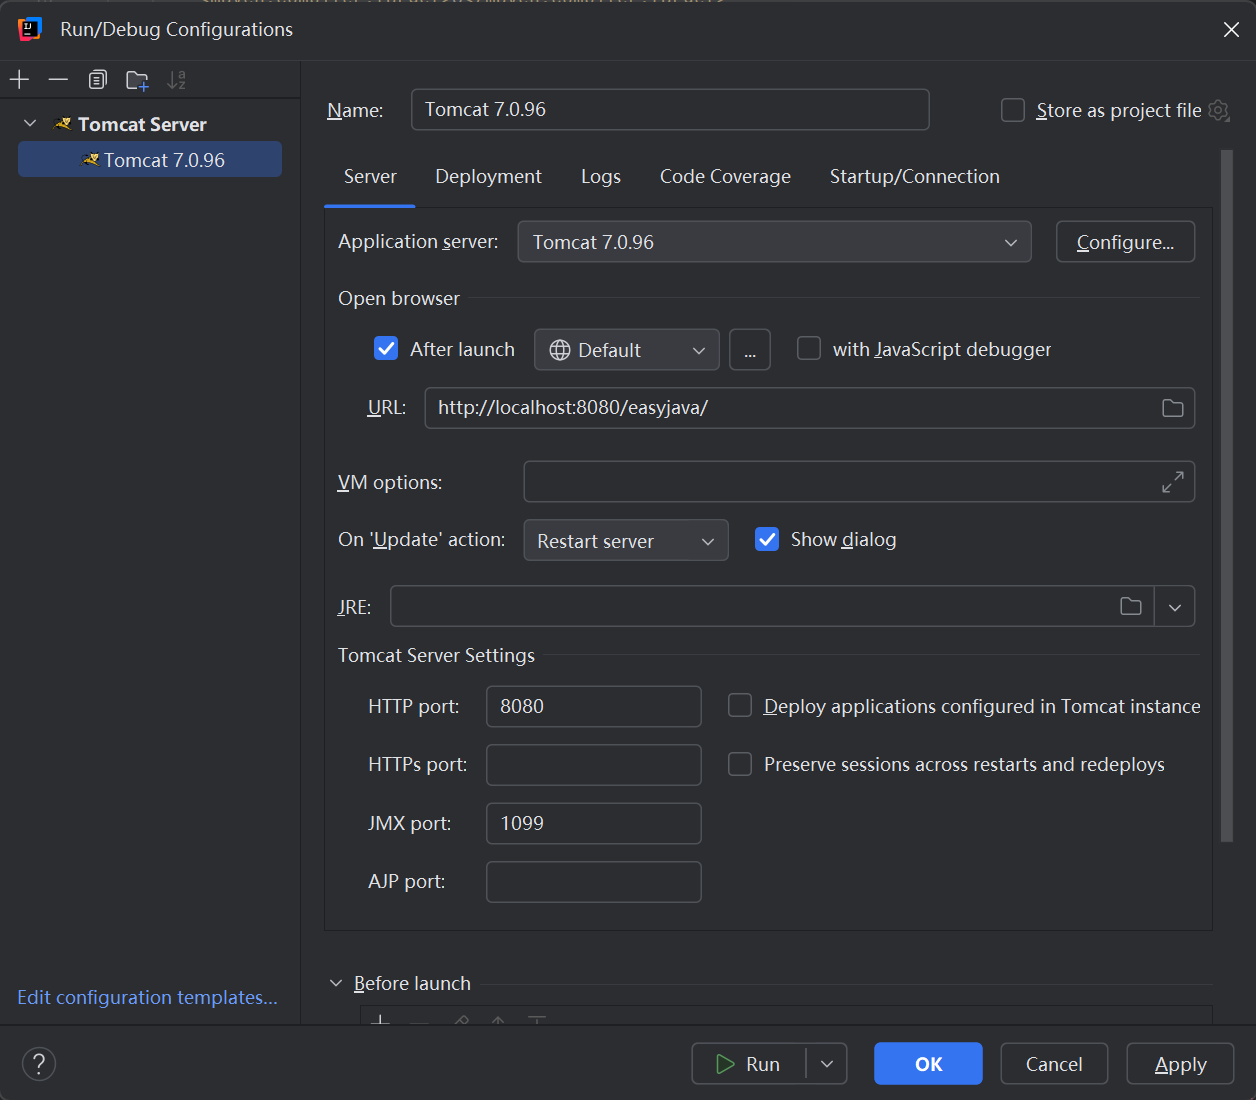 Run/Debug Configurations
Name: Tomcat 7.0.96 Store as project file
Tomcat Server
Tomcat 7.0.96
Server Deployment Logs Code Coverage Startup/Connection
Application server: Tomcat 7.0.96 Configure...
Open browser
After launch Default ... with JavaScript debugger
URL: http://localhost:8080/easyjava/
VM options:
On 'Update' action: Restart server Show dialog
JRE:
Tomcat Server Settings
HTTP port: 8080 Deploy applications configured in Tomcat instance
HTTPs port: Preserve sessions across restarts and redeploys
JMX port: 1099
AJP port:
Before launch
Edit configuration templates...
? Run OK Cancel Apply